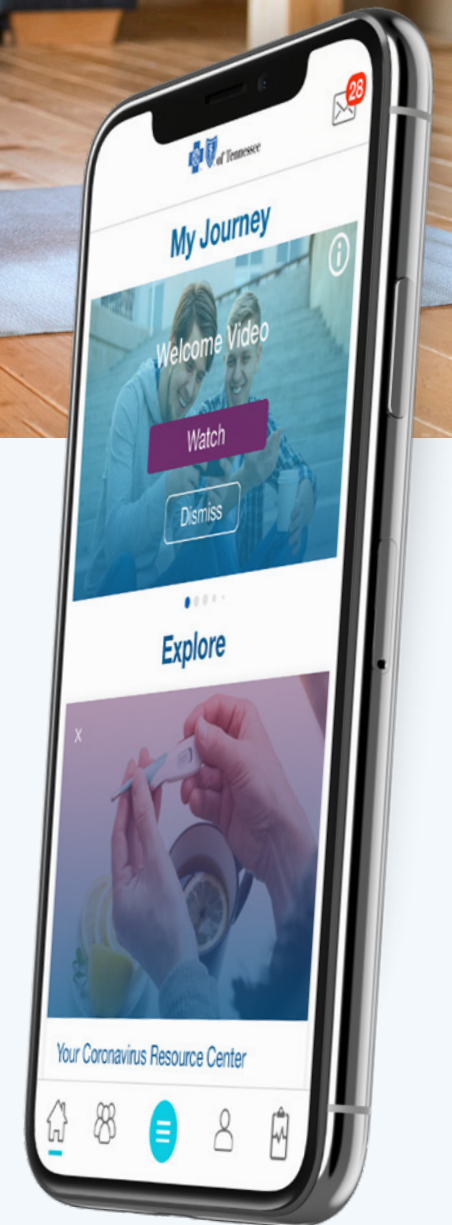 28
of Tennessee
My Journey
Welcome Video
Watch
Dismiss
Explore
X
Your Coronavirus Resource Center